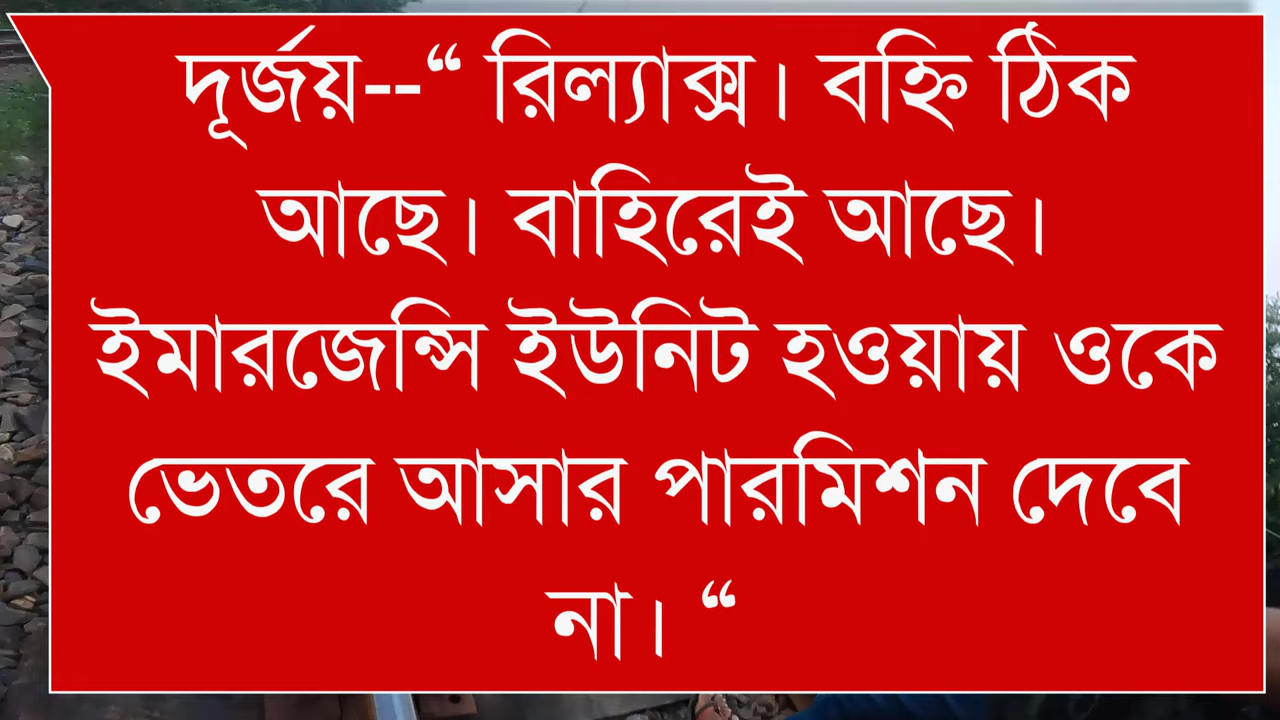 দূর্জয়--“ রিল্যাক্স। বহ্নি ঠিক
আছে। বাহিরেই আছে।
ইমারজেন্সি ইউনিট হওয়ায় ওকে
ভেতরে আসার পারমিশন দেবে
না। “